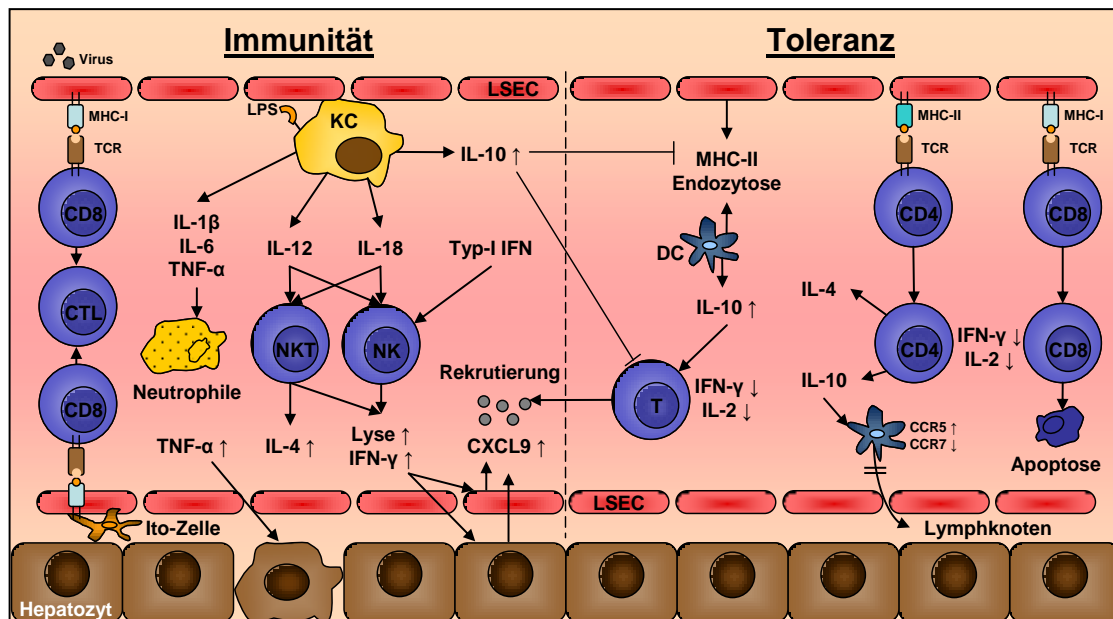 Immunität
Toleranz
Virus
LSEC
LPS
KC
MHC-I
TCR
CD8
CTL
CD8
IL-10 ↑
IL-1β
IL-6
TNF-α
IL-12
IL-18
Typ-I IFN
Neutrophile
NKT
NK
TNF-α ↑
IL-4 ↑
Lyse ↑
IFN-γ ↑
Rekrutierung
CXCL9 ↑
Ito-Zelle
Hepatozyt
MHC-II
Endozytose
DC
IL-10 ↑
T
IFN-γ ↓
IL-2 ↓
LSEC
MHC-II
TCR
CD4
IL-4
CD4
IL-10
IFN-γ ↓
IL-2 ↓
CCR5 ↑
CCR7 ↓
Lymphknoten
MHC-I
TCR
CD8
CD8
Apoptose